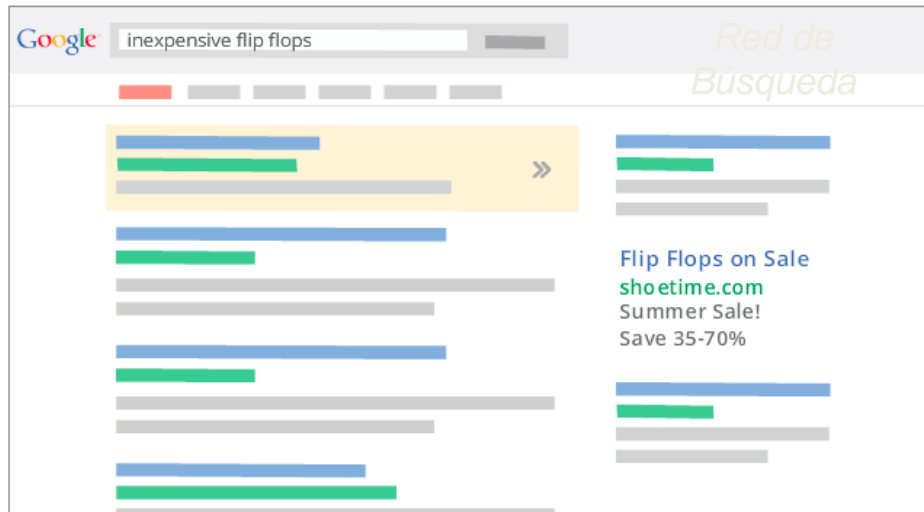 Google
inexpensive flip flops
Red de
Búsqueda
Flip Flops on Sale
shoetime.com
Summer Sale!
Save 35-70%